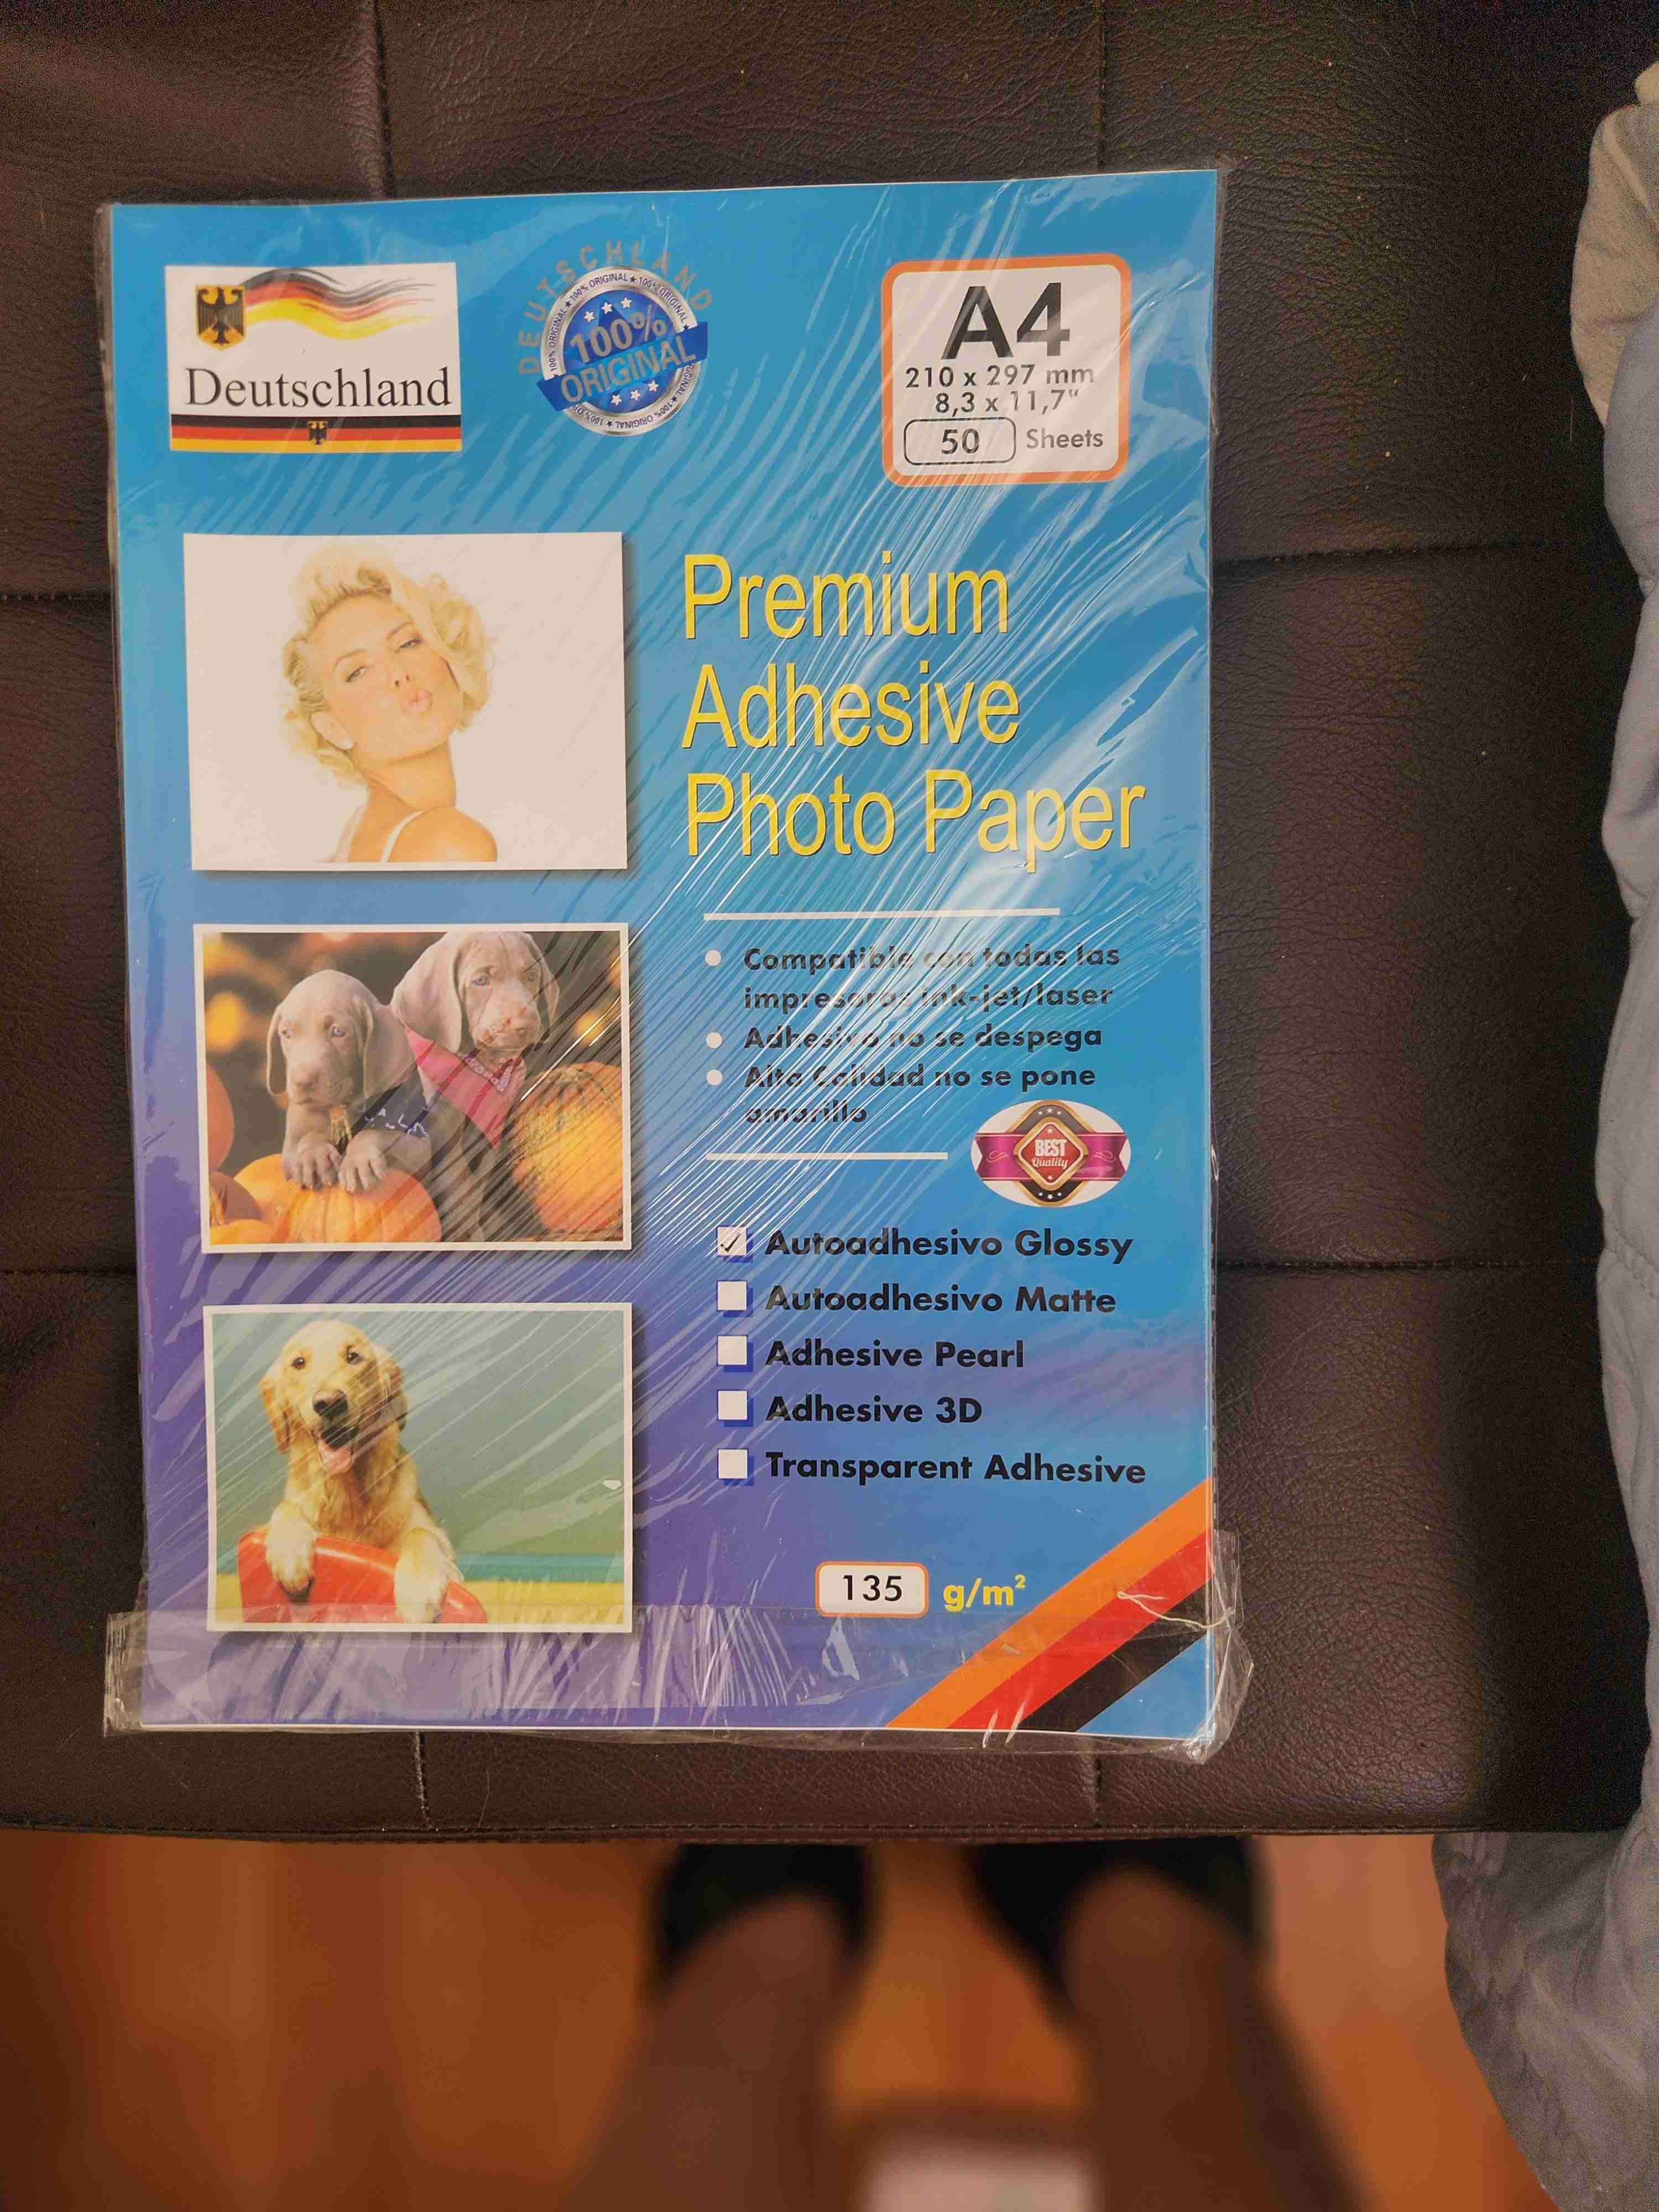 Deutschland
DEUTSCHLAND
100% ORIGINAL ★ 100% ORIGINAL
100%
ORIGINAL
A4
210 x 297 mm
8,3 x 11,7"
50 Sheets
Premium
Adhesive
Photo Paper
Compatible con todas las
impresoras ink-jet/laser
Adhesivo no se despega
Alta Calidad no se pone
amarillo
BEST
Quality
✓ Autoadhesivo Glossy
Autoadhesivo Matte
Adhesive Pearl
Adhesive 3D
Transparent Adhesive
135 g/m²